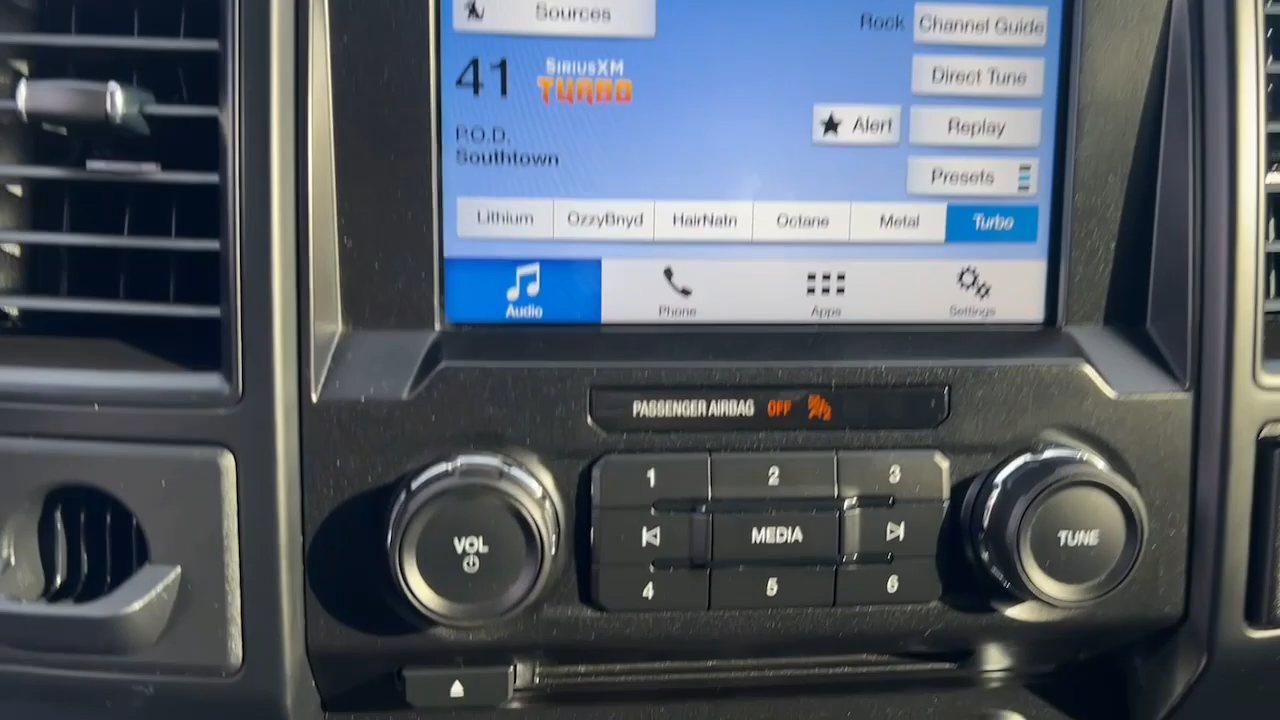 Sources
Rock
Channel Guide
41
SIRIUSXM
TURBO
Direct Tune
Alert
Replay
P.O.D.
Southtown
Presets
Lithium
OzzyBnyd
HairNatn
Octane
Metal
Turbo
Audio
Phone
Apps
Settings
PASSENGER AIRBAG OFF
1
2
3
VOL
MEDIA
TUNE
4
5
6